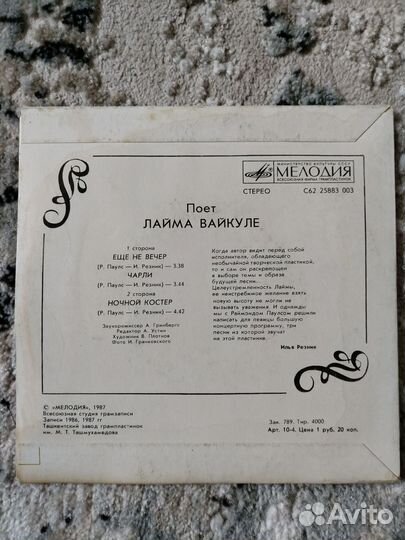 МИНИСТЕРСТВО КУЛЬТУРЫ СССР
МЕЛОДИЯ
ВСЕСОЮЗНАЯ ФИРМА ГРАМПЛАСТИНОК
СТЕРЕО
С62 25883 003
Поет
ЛАЙМА ВАЙКУЛЕ
1 сторона
ЕЩЕ НЕ ВЕЧЕР
(Р. Паулс — И. Резник) — 3.38
ЧАРЛИ
(Р. Паулс — И. Резник) — 3.44
2 сторона
НОЧНОЙ КОСТЕР
(Р. Паулс — И. Резник) — 4.42
Звукорежиссер А. Гринберг
Редактор А. Устин
Художник В. Плотнов
Фото И. Гранковского
Когда автор видит перед собой
исполнителя, обладающего
необычайной творческой пластикой,
то и сам он раскрепощен
в выборе темы и образа
будущей песни..
Целеустремленность Лаймы,
ее неистребимое желание взять
новую высоту не могли не
вызывать уважения. И однажды
мы с Раймондом Паулсом решили
написать для певицы большую
концертную программу, три
песни из которой звучат
на этой пластинке.
Илья Резник
© «МЕЛОДИЯ», 1987
Всесоюзная студия грамзаписи
Записи 1986, 1987 гг
Ташкентский завод грампластинок
им. М. Т. Ташмухамедова
Зак. 789. Тир. 4000
Арт. 10-4. Цена 1 руб. 20 коп.
Avito